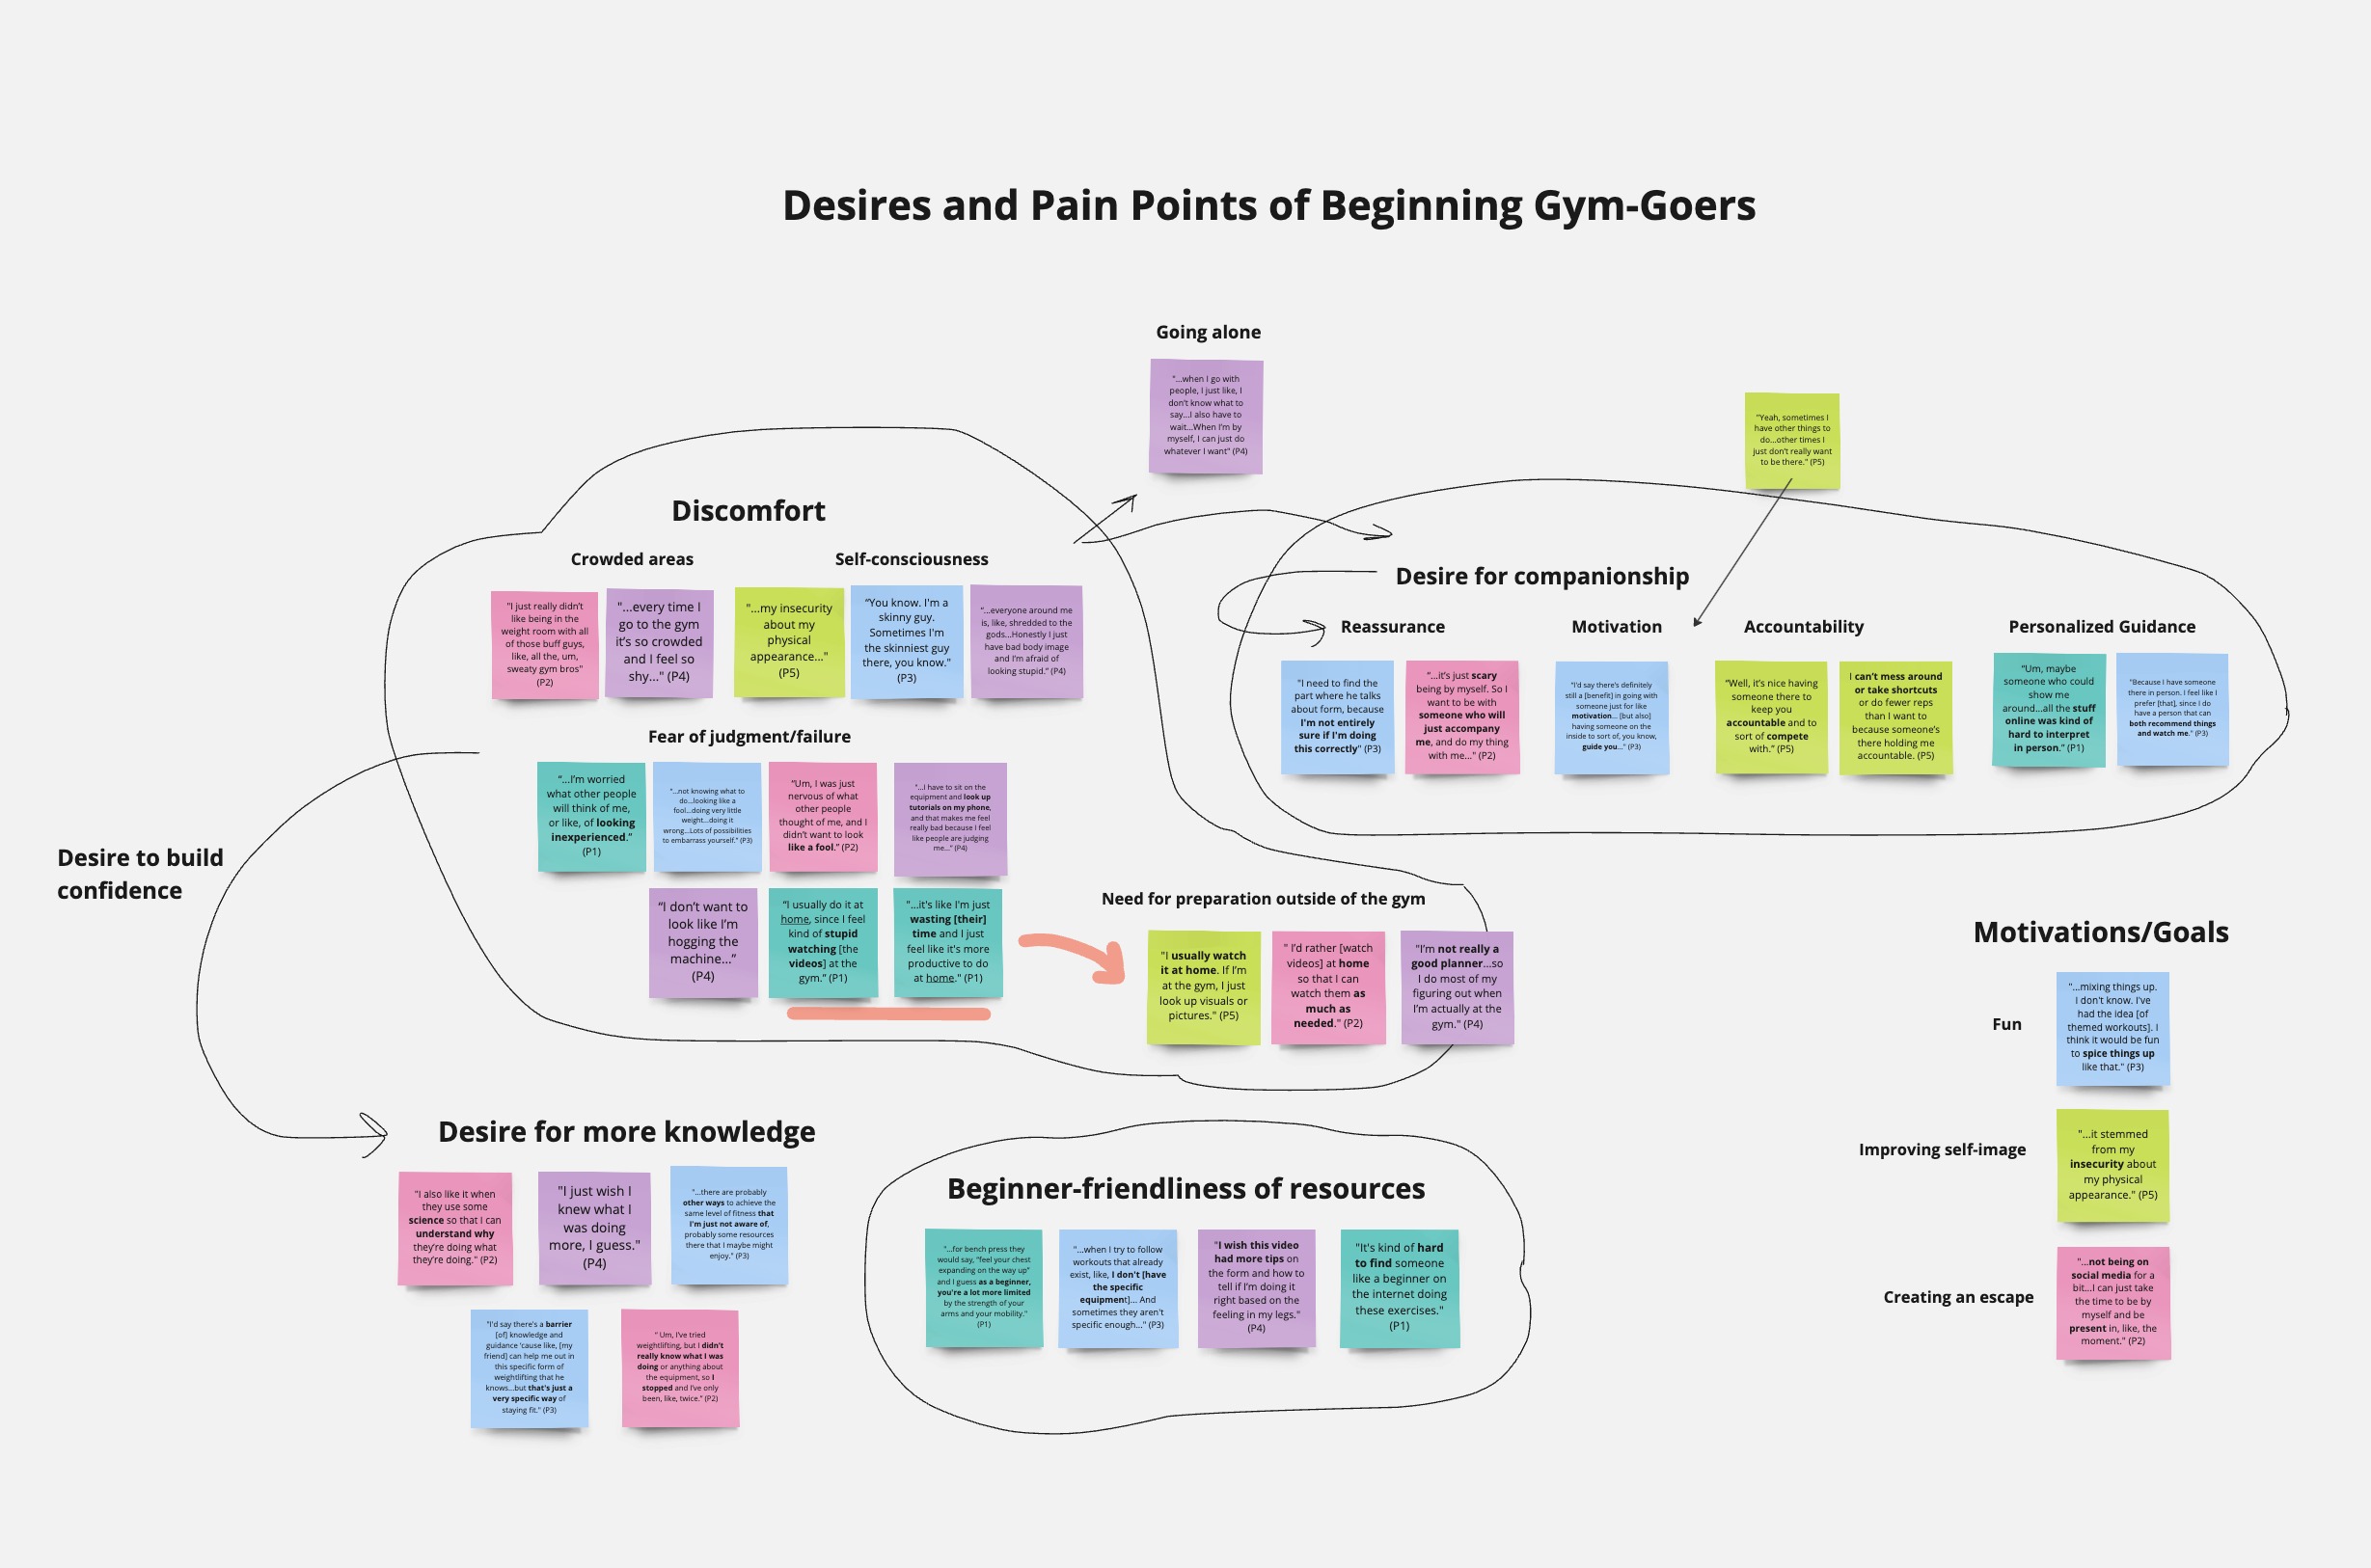 Desires and Pain Points of Beginning Gym-Goers
Going alone
"...when I go with
people, I just like, I
don't know what to
say...I also have to
wait...When I'm by
myself, I can just do
whatever I want" (P4)
"Yeah, sometimes I
have other things to
do...other times I
just don't really want
to be there." (P5)
Discomfort
Crowded areas
"I just really didn't
like being in the
weight room with all
of those buff guys,
like, all the, um,
sweaty gym bros"
(P2)
"...every time I
go to the gym
it's so crowded
and I feel so
shy..." (P4)
Self-consciousness
"...my insecurity
about my
physical
appearance..."
(P5)
“You know. I'm a
skinny guy.
Sometimes I'm
the skinniest guy
there, you know."
(P3)
"...everyone around me
is, like, shredded to the
gods...Honestly I just
have bad body image
and I'm afraid of
looking stupid.” (P4)
Fear of judgment/failure
“...I’m worried
what other people
will think of me,
or like, of looking
inexperienced.”
(P1)
"...not knowing what to
do...looking like a
fool...doing very little
weight...doing it
wrong...Lots of possibilities
to embarrass yourself." (P3)
“Um, I was just
nervous of what
other people
thought of me, and I
didn’t want to look
like a fool.” (P2)
"...I have to sit on the
equipment and look up
tutorials on my phone,
and that makes me feel
really bad because I feel
like people are judging
me..." (P4)
“I don’t want to
look like I’m
hogging the
machine...”
(P4)
“I usually do it at
home, since I feel
kind of stupid
watching [the
videos] at the
gym.” (P1)
"...it's like I'm just
wasting [their]
time and I just
feel like it's more
productive to do
at home." (P1)
Need for preparation outside of the gym
"I usually watch
it at home. If I’m
at the gym, I just
look up visuals or
pictures." (P5)
" I’d rather [watch
videos] at home
so that I can
watch them as
much as
needed." (P2)
"I’m not really a
good planner...so
I do most of my
figuring out when
I’m actually at the
gym." (P4)
Desire for companionship
Reassurance
"I need to find the
part where he talks
about form, because
I'm not entirely
sure if I'm doing
this correctly" (P3)
"...it’s just scary
being by myself. So I
want to be with
someone who will
just accompany
me, and do my thing
with me..." (P2)
Motivation
"I'd say there’s definitely
still a [benefit] in going with
someone just for like
motivation... [but also]
having someone on the
inside to sort of, you know,
guide you..." (P3)
Accountability
“Well, it’s nice having
someone there to
keep you
accountable and to
sort of compete
with.” (P5)
I can’t mess around
or take shortcuts
or do fewer reps
than I want to
because someone’s
there holding me
accountable. (P5)
Personalized Guidance
“Um, maybe
someone who could
show me
around...all the stuff
online was kind of
hard to interpret
in person.” (P1)
"Because I have someone
there in person, I feel like I
prefer [that], since I do
have a person that can
both recommend things
and watch me." (P3)
Desire to build
confidence
Desire for more knowledge
"I also like it when
they use some
science so that I can
understand why
they’re doing what
they’re doing." (P2)
"I just wish I
knew what I
was doing
more, I guess."
(P4)
"...there are probably
other ways to achieve the
same level of fitness that
I'm just not aware of,
probably some resources
there that I maybe might
enjoy." (P3)
"I'd say there’s a barrier
[of] knowledge and
guidance ’cause like, [my
friend] can help me out in
this specific form of
weightlifting that he
knows...but that's just a
very specific way of
staying fit." (P3)
" Um, I’ve tried
weightlifting, but I didn’t
really know what I was
doing or anything about
the equipment, so I
stopped and I’ve only
been, like, twice." (P2)
Beginner-friendliness of resources
"...for bench press they
would say, “feel your chest
expanding on the way up”
and I guess as a beginner,
you're a lot more limited
by the strength of your
arms and your mobility."
(P1)
"...when I try to follow
workouts that already
exist, like, I don't [have
the specific
equipment]... And
sometimes they aren't
specific enough..." (P3)
"I wish this video
had more tips on
the form and how to
tell if I’m doing it
right based on the
feeling in my legs."
(P4)
"It's kind of hard
to find someone
like a beginner on
the internet doing
these exercises."
(P1)
Motivations/Goals
Fun
"...mixing things up.
I don't know. I've
had the idea [of
themed workouts]. I
think it would be fun
to spice things up
like that." (P3)
Improving self-image
"...it stemmed
from my
insecurity about
my physical
appearance." (P5)
Creating an escape
"...not being on
social media for a
bit...I can just take
the time to be by
myself and be
present in, like, the
moment." (P2)